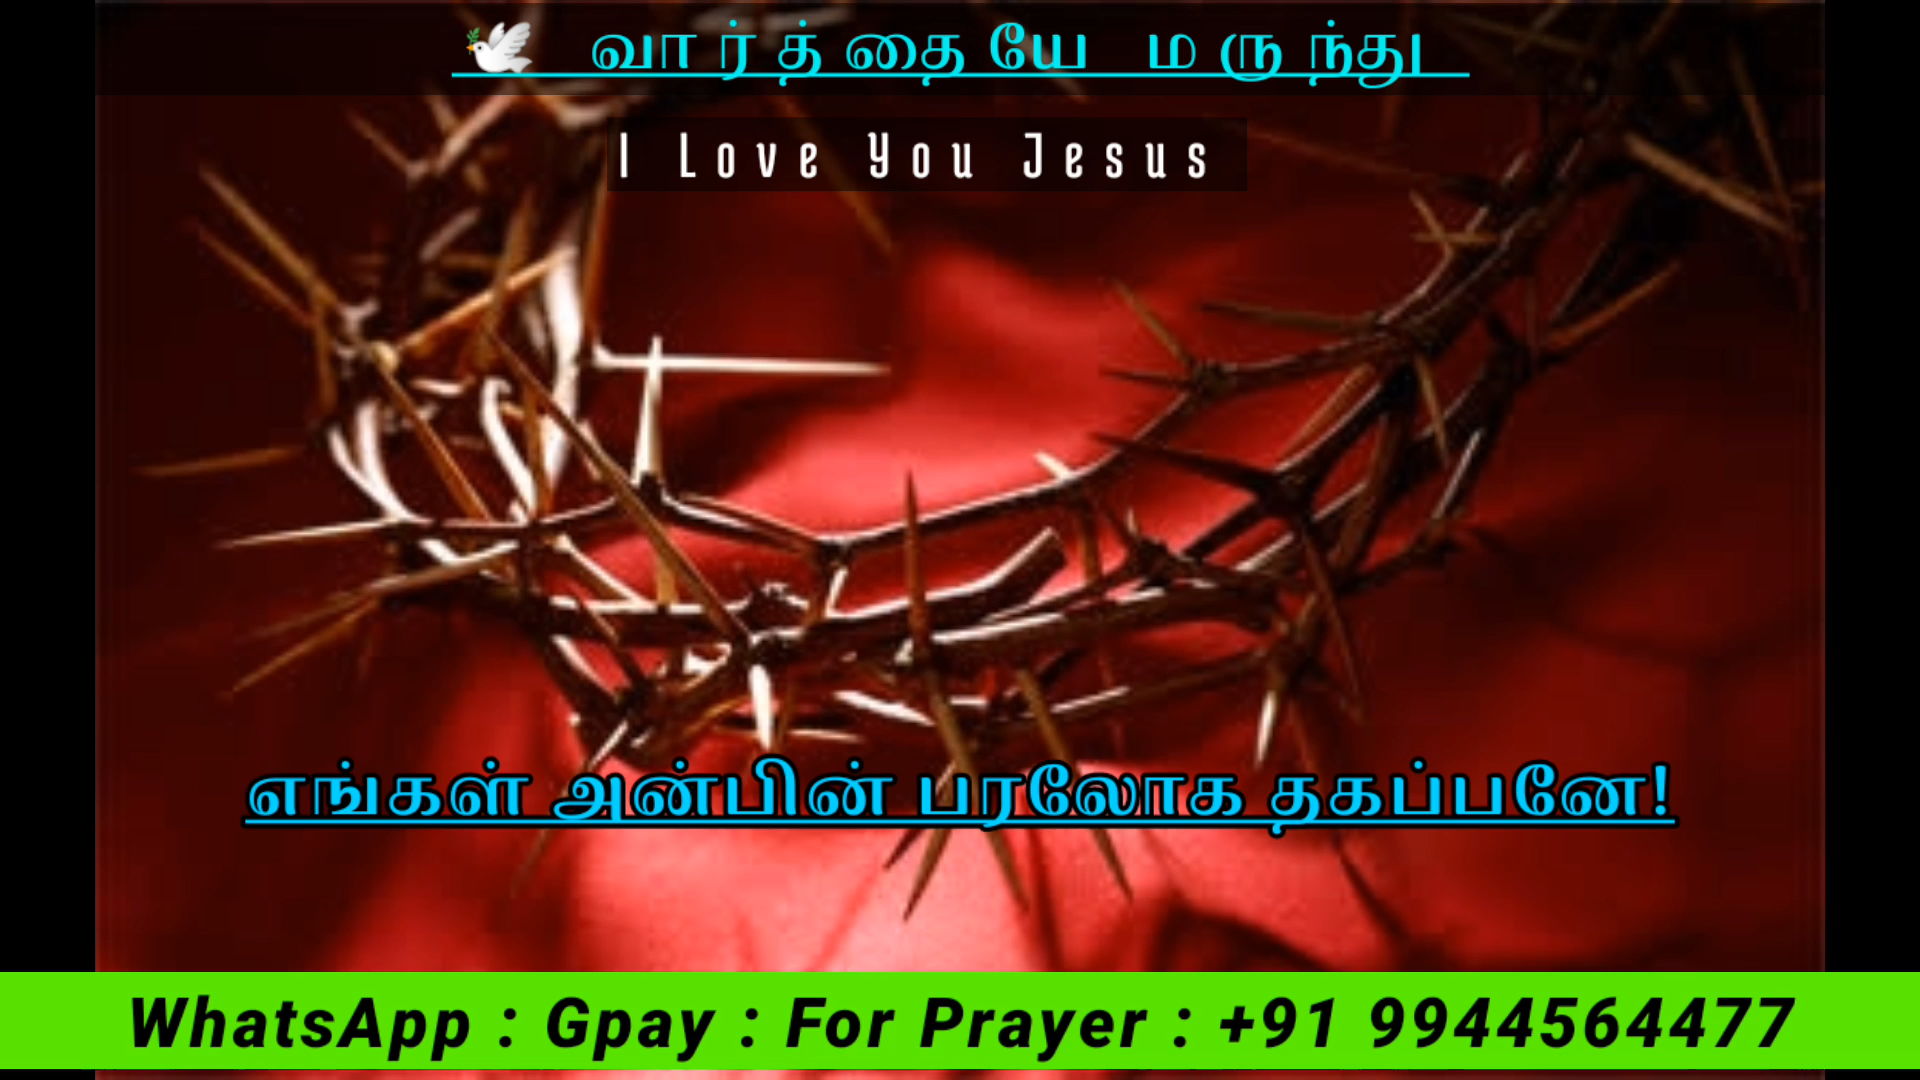 🕊️ வார்த்தையே மருந்து
I Love You Jesus
எங்கள் அன்பின் பரலோக தகப்பனே!
WhatsApp : Gpay : For Prayer : +91 9944564477